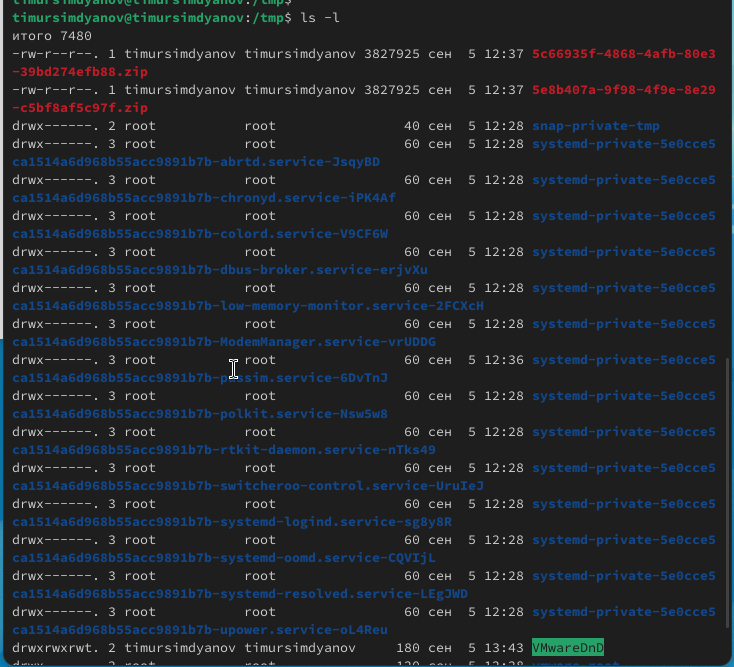 timursimdyanov@timursimdyanov:/tmp$
timursimdyanov@timursimdyanov:/tmp$ ls -l
итого 7480
-rw-r--r--. 1 timursimdyanov timursimdyanov 3827925 сен  5 12:37 5c66935f-4868-4afb-80e3
-39bd274efb88.zip
-rw-r--r--. 1 timursimdyanov timursimdyanov 3827925 сен  5 12:37 5e8b407a-9f98-4f9e-8e29
-c5bf8af5c97f.zip
drwx------. 2 root           root                40 сен  5 12:28 snap-private-tmp
drwx------. 3 root           root                60 сен  5 12:28 systemd-private-5e0cce5
ca1514a6d968b55acc9891b7b-abrtd.service-JsqyBD
drwx------. 3 root           root                60 сен  5 12:28 systemd-private-5e0cce5
ca1514a6d968b55acc9891b7b-chronyd.service-iPK4Af
drwx------. 3 root           root                60 сен  5 12:28 systemd-private-5e0cce5
ca1514a6d968b55acc9891b7b-colord.service-V9CF6W
drwx------. 3 root           root                60 сен  5 12:28 systemd-private-5e0cce5
ca1514a6d968b55acc9891b7b-dbus-broker.service-erjvXu
drwx------. 3 root           root                60 сен  5 12:28 systemd-private-5e0cce5
ca1514a6d968b55acc9891b7b-low-memory-monitor.service-2FCXcH
drwx------. 3 root           root                60 сен  5 12:28 systemd-private-5e0cce5
ca1514a6d968b55acc9891b7b-ModemManager.service-vrUDDG
drwx------. 3 root           root                60 сен  5 12:36 systemd-private-5e0cce5
ca1514a6d968b55acc9891b7b-passim.service-6DvTnJ
drwx------. 3 root           root                60 сен  5 12:28 systemd-private-5e0cce5
ca1514a6d968b55acc9891b7b-polkit.service-NswSw8
drwx------. 3 root           root                60 сен  5 12:28 systemd-private-5e0cce5
ca1514a6d968b55acc9891b7b-rtkit-daemon.service-nTks49
drwx------. 3 root           root                60 сен  5 12:28 systemd-private-5e0cce5
ca1514a6d968b55acc9891b7b-switcheroo-control.service-UruIeJ
drwx------. 3 root           root                60 сен  5 12:28 systemd-private-5e0cce5
ca1514a6d968b55acc9891b7b-systemd-logind.service-sg8y8R
drwx------. 3 root           root                60 сен  5 12:28 systemd-private-5e0cce5
ca1514a6d968b55acc9891b7b-systemd-oomd.service-CQVIjL
drwx------. 3 root           root                60 сен  5 12:28 systemd-private-5e0cce5
ca1514a6d968b55acc9891b7b-systemd-resolved.service-LEgJWD
drwx------. 3 root           root                60 сен  5 12:28 systemd-private-5e0cce5
ca1514a6d968b55acc9891b7b-upower.service-oL4Reu
drwxrwxrwt. 2 timursimdyanov timursimdyanov     180 сен  5 13:43 VMwareDnD